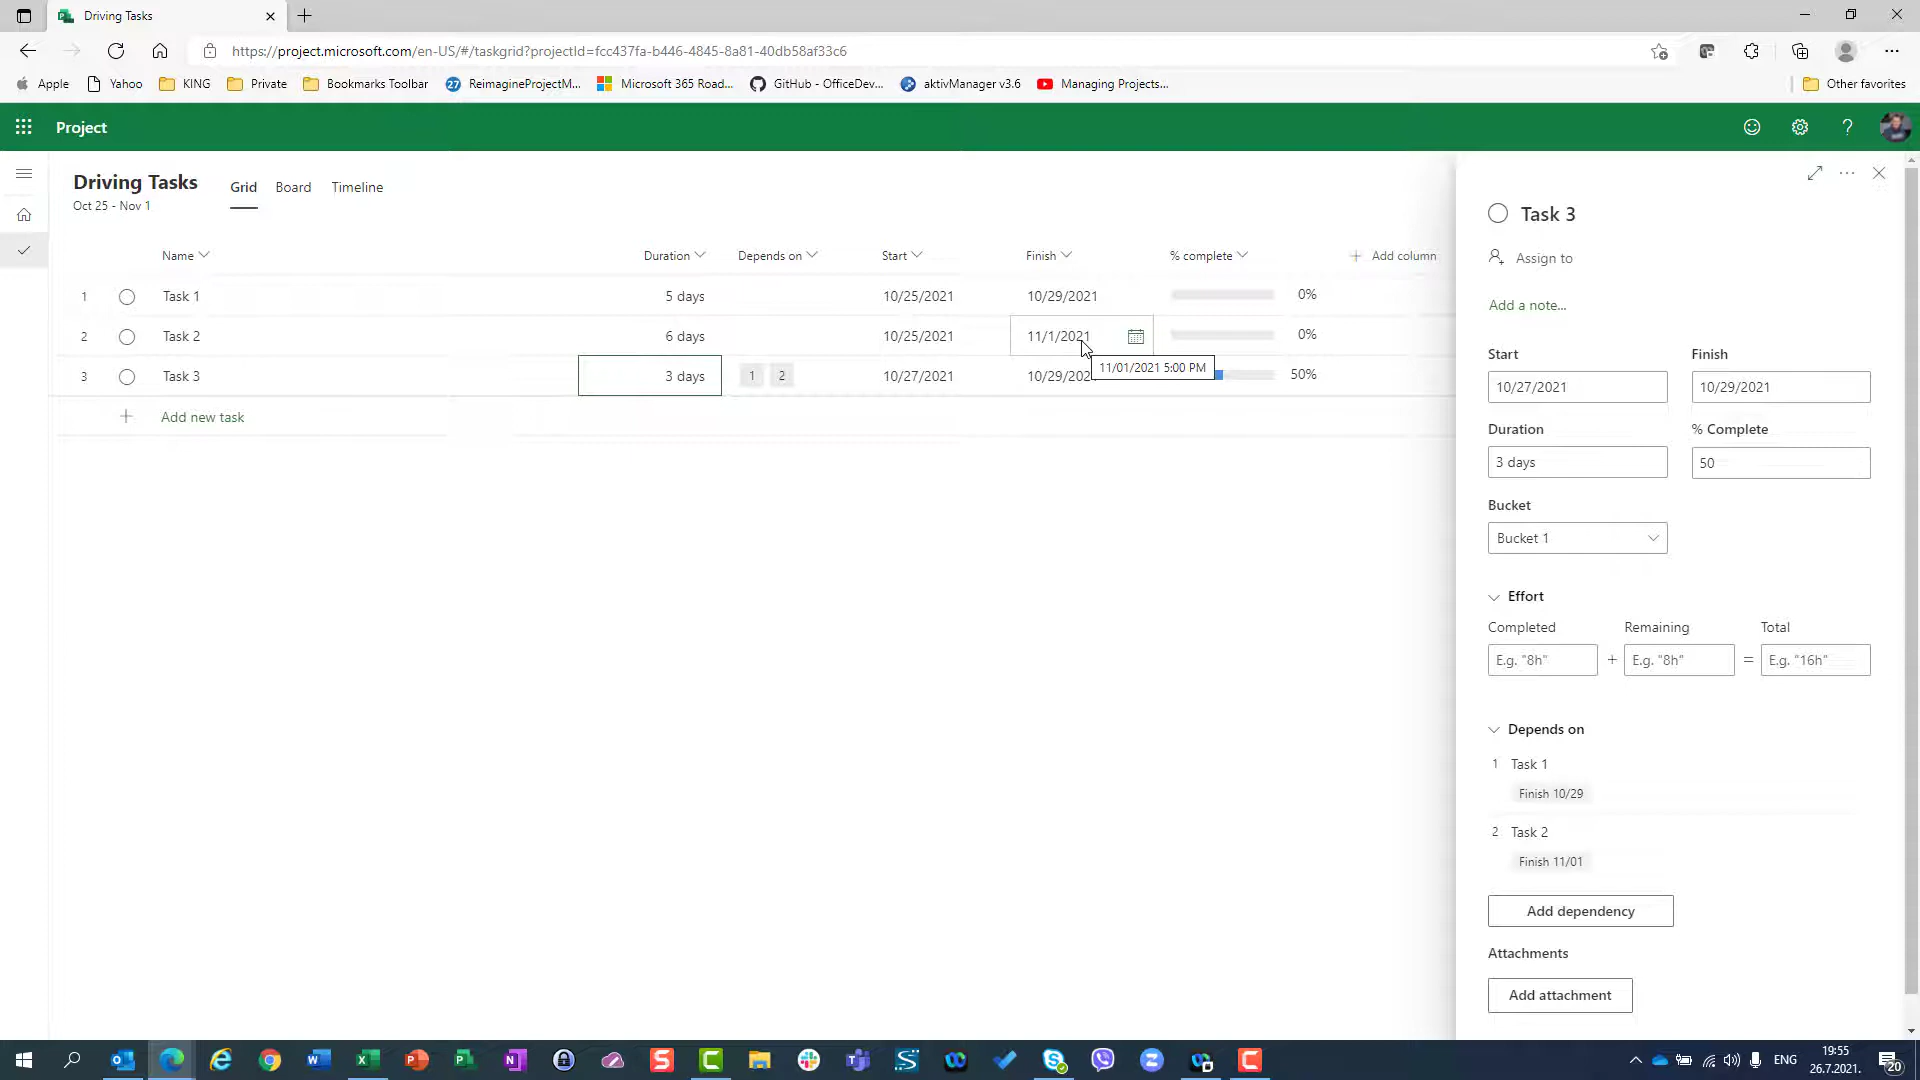 Driving Tasks
https://project.microsoft.com/en-US/#/taskgrid?projectId=fcc437fa-b446-4845-8a81-40db58af33c6
Apple Yahoo KING Private Bookmarks Toolbar 27 ReimagineProjectM... Microsoft 365 Road... GitHub - OfficeDev... aktivManager v3.6 Managing Projects... Other favorites
Project
Driving Tasks Grid Board Timeline
Oct 25 - Nov 1
Name Duration Depends on Start Finish % complete Add column
1 Task 1 5 days 10/25/2021 10/29/2021 0%
2 Task 2 6 days 10/25/2021 11/1/2021 0%
11/01/2021 5:00 PM
3 Task 3 3 days 1 2 10/27/2021 10/29/202 50%
Add new task
Task 3
Assign to
Add a note...
Start Finish
10/27/2021 10/29/2021
Duration % Complete
3 days 50
Bucket
Bucket 1
Effort
Completed Remaining Total
E.g. "8h" + E.g. "8h" = E.g. "16h"
Depends on
1 Task 1
Finish 10/29
2 Task 2
Finish 11/01
Add dependency
Attachments
Add attachment
ENG 19:55
26.7.2021. 20